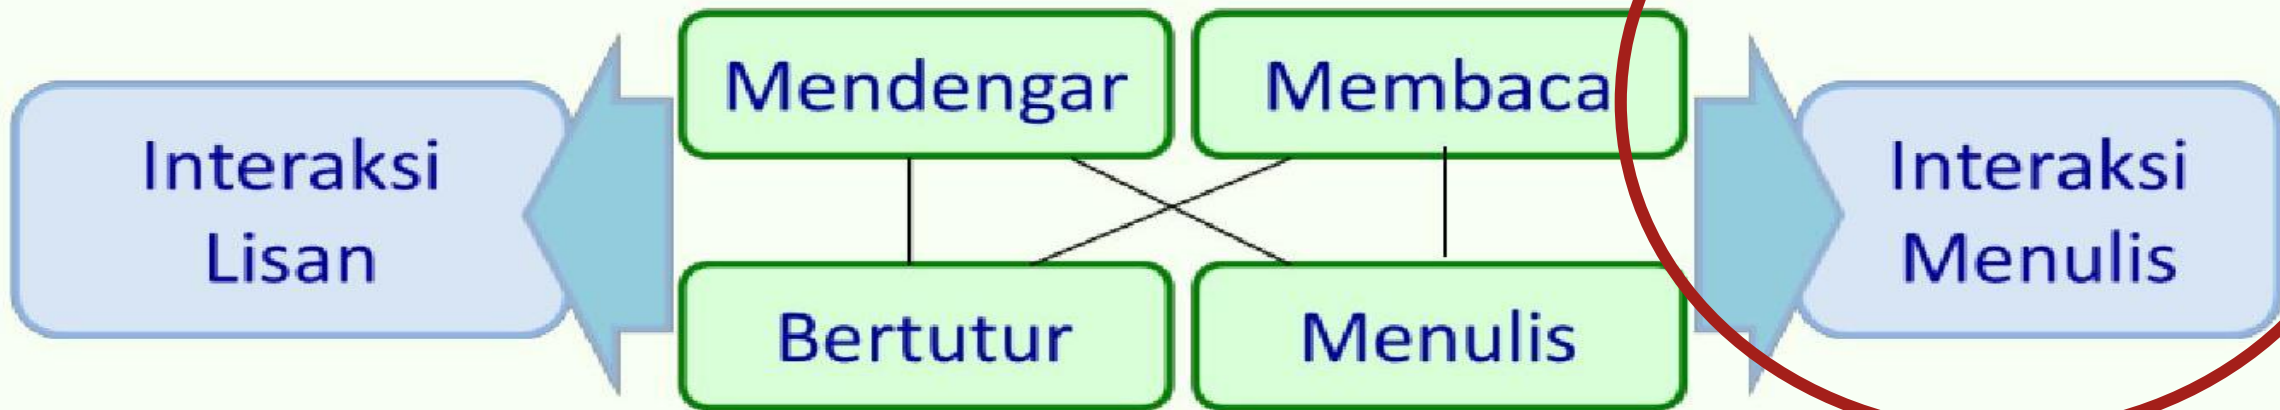 Mendengar
Membaca
Interaksi
Lisan
Interaksi
Menulis
Bertutur
Menulis